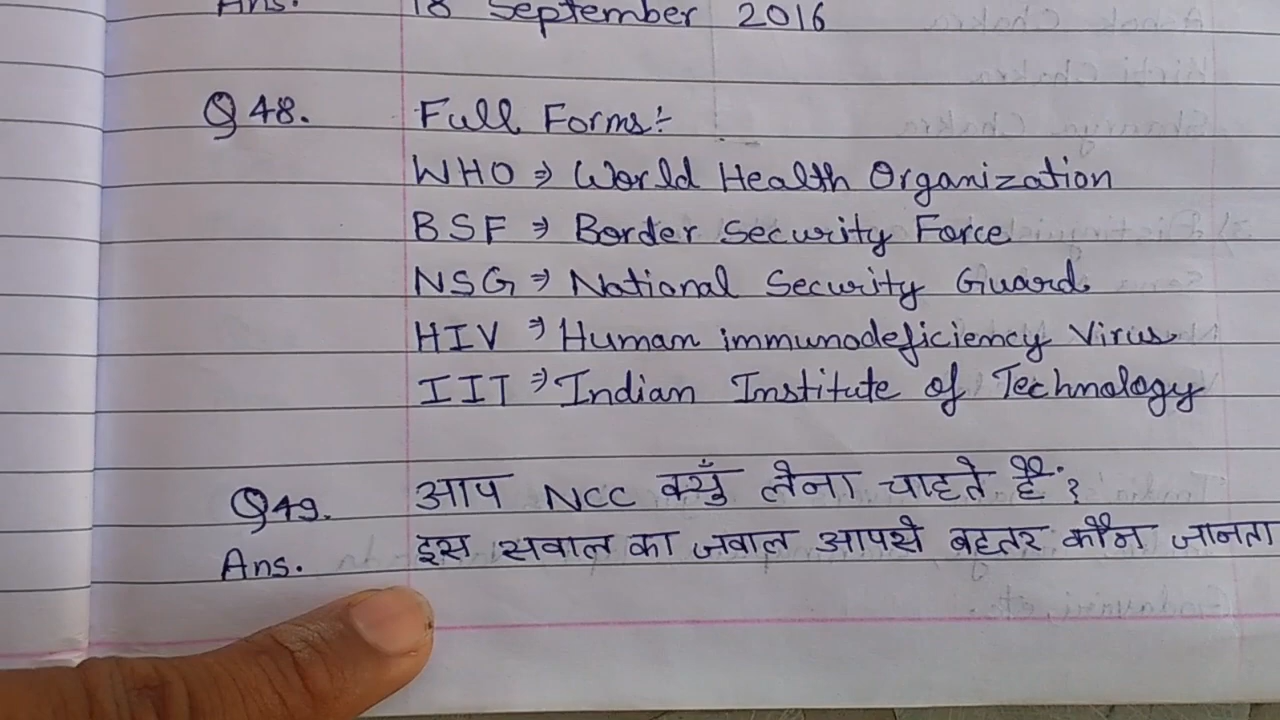 Ans. 18 September 2016
Q 48. Full Forms:-
WHO ⇒ World Health Organization
BSF ⇒ Border Security Force
NSG ⇒ National Security Guard
HIV ⇒ Human immunodeficiency Virus
IIT ⇒ Indian Institute of Technology
Q49. आप NCC क्यूँ लेना चाहते हैं ?
Ans. इस सवाल का जवाल आपसे बहतर कौन जानता